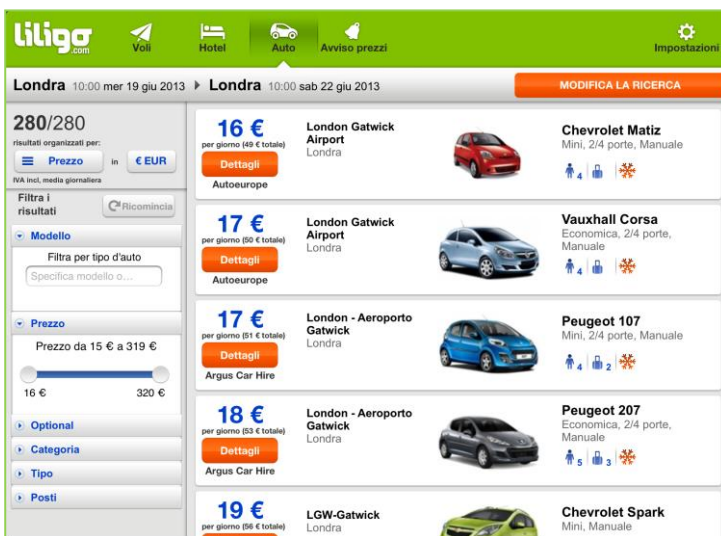 liligo.com
Voli
Hotel
Auto
Avviso prezzi
Impostazioni
Londra 10:00 mer 19 giu 2013 Londra 10:00 sab 22 giu 2013
MODIFICA LA RICERCA
280/280
risultati organizzati per:
Prezzo in € EUR
IVA incl, media giornaliera
Filtra i
risultati
Ricomincia
Modello
Filtra per tipo d'auto
Specifica modello o...
Prezzo
Prezzo da 15 € a 319 €
16 € 320 €
Optional
Categoria
Tipo
Posti
16 €
per giorno (49 € totale)
Dettagli
Autoeurope
London Gatwick
Airport
Londra
Chevrolet Matiz
Mini, 2/4 porte, Manuale
4
17 €
per giorno (50 € totale)
Dettagli
Autoeurope
London Gatwick
Airport
Londra
Vauxhall Corsa
Economica, 2/4 porte,
Manuale
4
17 €
per giorno (51 € totale)
Dettagli
Argus Car Hire
London - Aeroporto
Gatwick
Londra
Peugeot 107
Mini, 2/4 porte, Manuale
4 2
18 €
per giorno (53 € totale)
Dettagli
Argus Car Hire
London - Aeroporto
Gatwick
Londra
Peugeot 207
Economica, 2/4 porte,
Manuale
5 3
19 €
per giorno (56 € totale)
LGW-Gatwick
Londra
Chevrolet Spark
Mini, Manuale